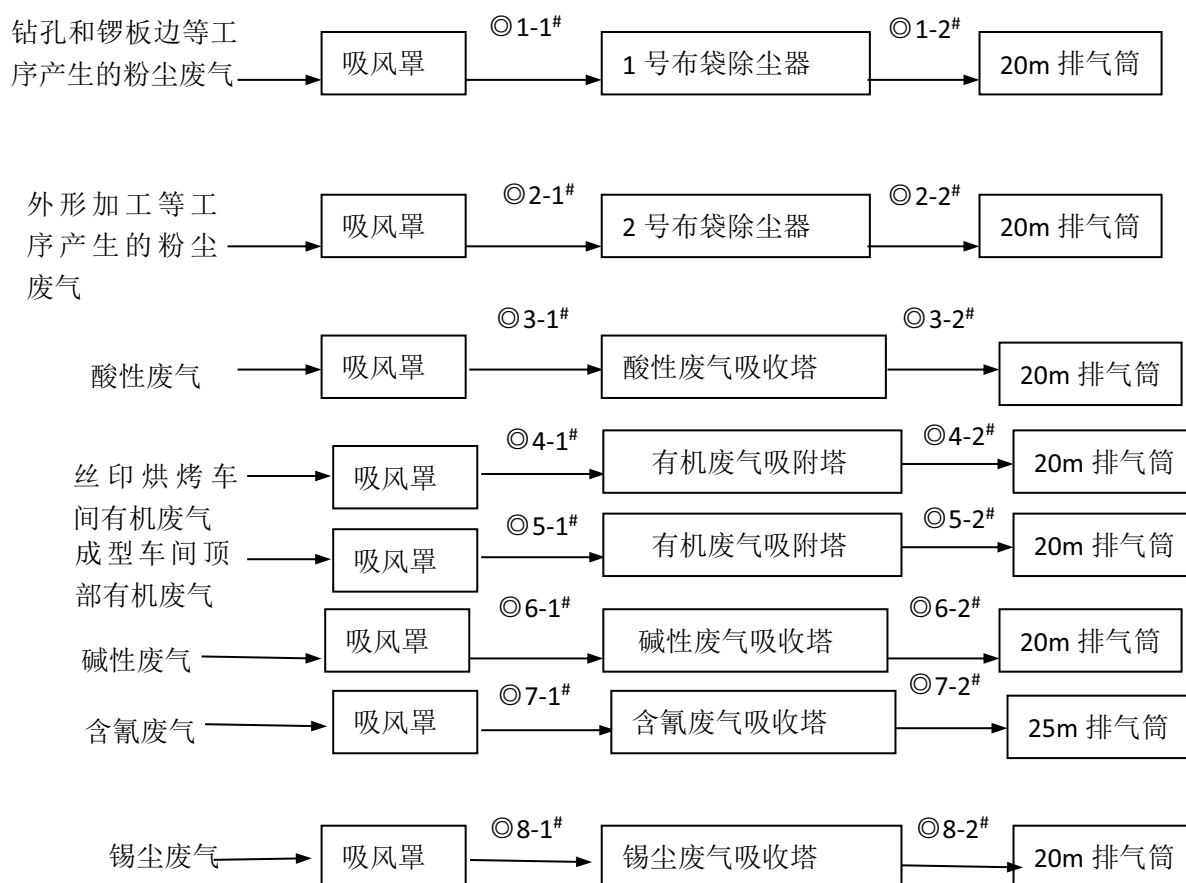 钻孔和锣板边等工
序产生的粉尘废气
吸风罩
◎1-1#
1 号布袋除尘器
◎1-2#
20m 排气筒
外形加工等工
序产生的粉尘
废气
吸风罩
◎2-1#
2 号布袋除尘器
◎2-2#
20m 排气筒
酸性废气
吸风罩
◎3-1#
酸性废气吸收塔
◎3-2#
20m 排气筒
丝印烘烤车
间有机废气
吸风罩
◎4-1#
有机废气吸附塔
◎4-2#
20m 排气筒
成型车间顶
部有机废气
吸风罩
◎5-1#
有机废气吸附塔
◎5-2#
20m 排气筒
碱性废气
吸风罩
◎6-1#
碱性废气吸收塔
◎6-2#
20m 排气筒
含氰废气
吸风罩
◎7-1#
含氰废气吸收塔
◎7-2#
25m 排气筒
锡尘废气
吸风罩
◎8-1#
锡尘废气吸收塔
◎8-2#
20m 排气筒